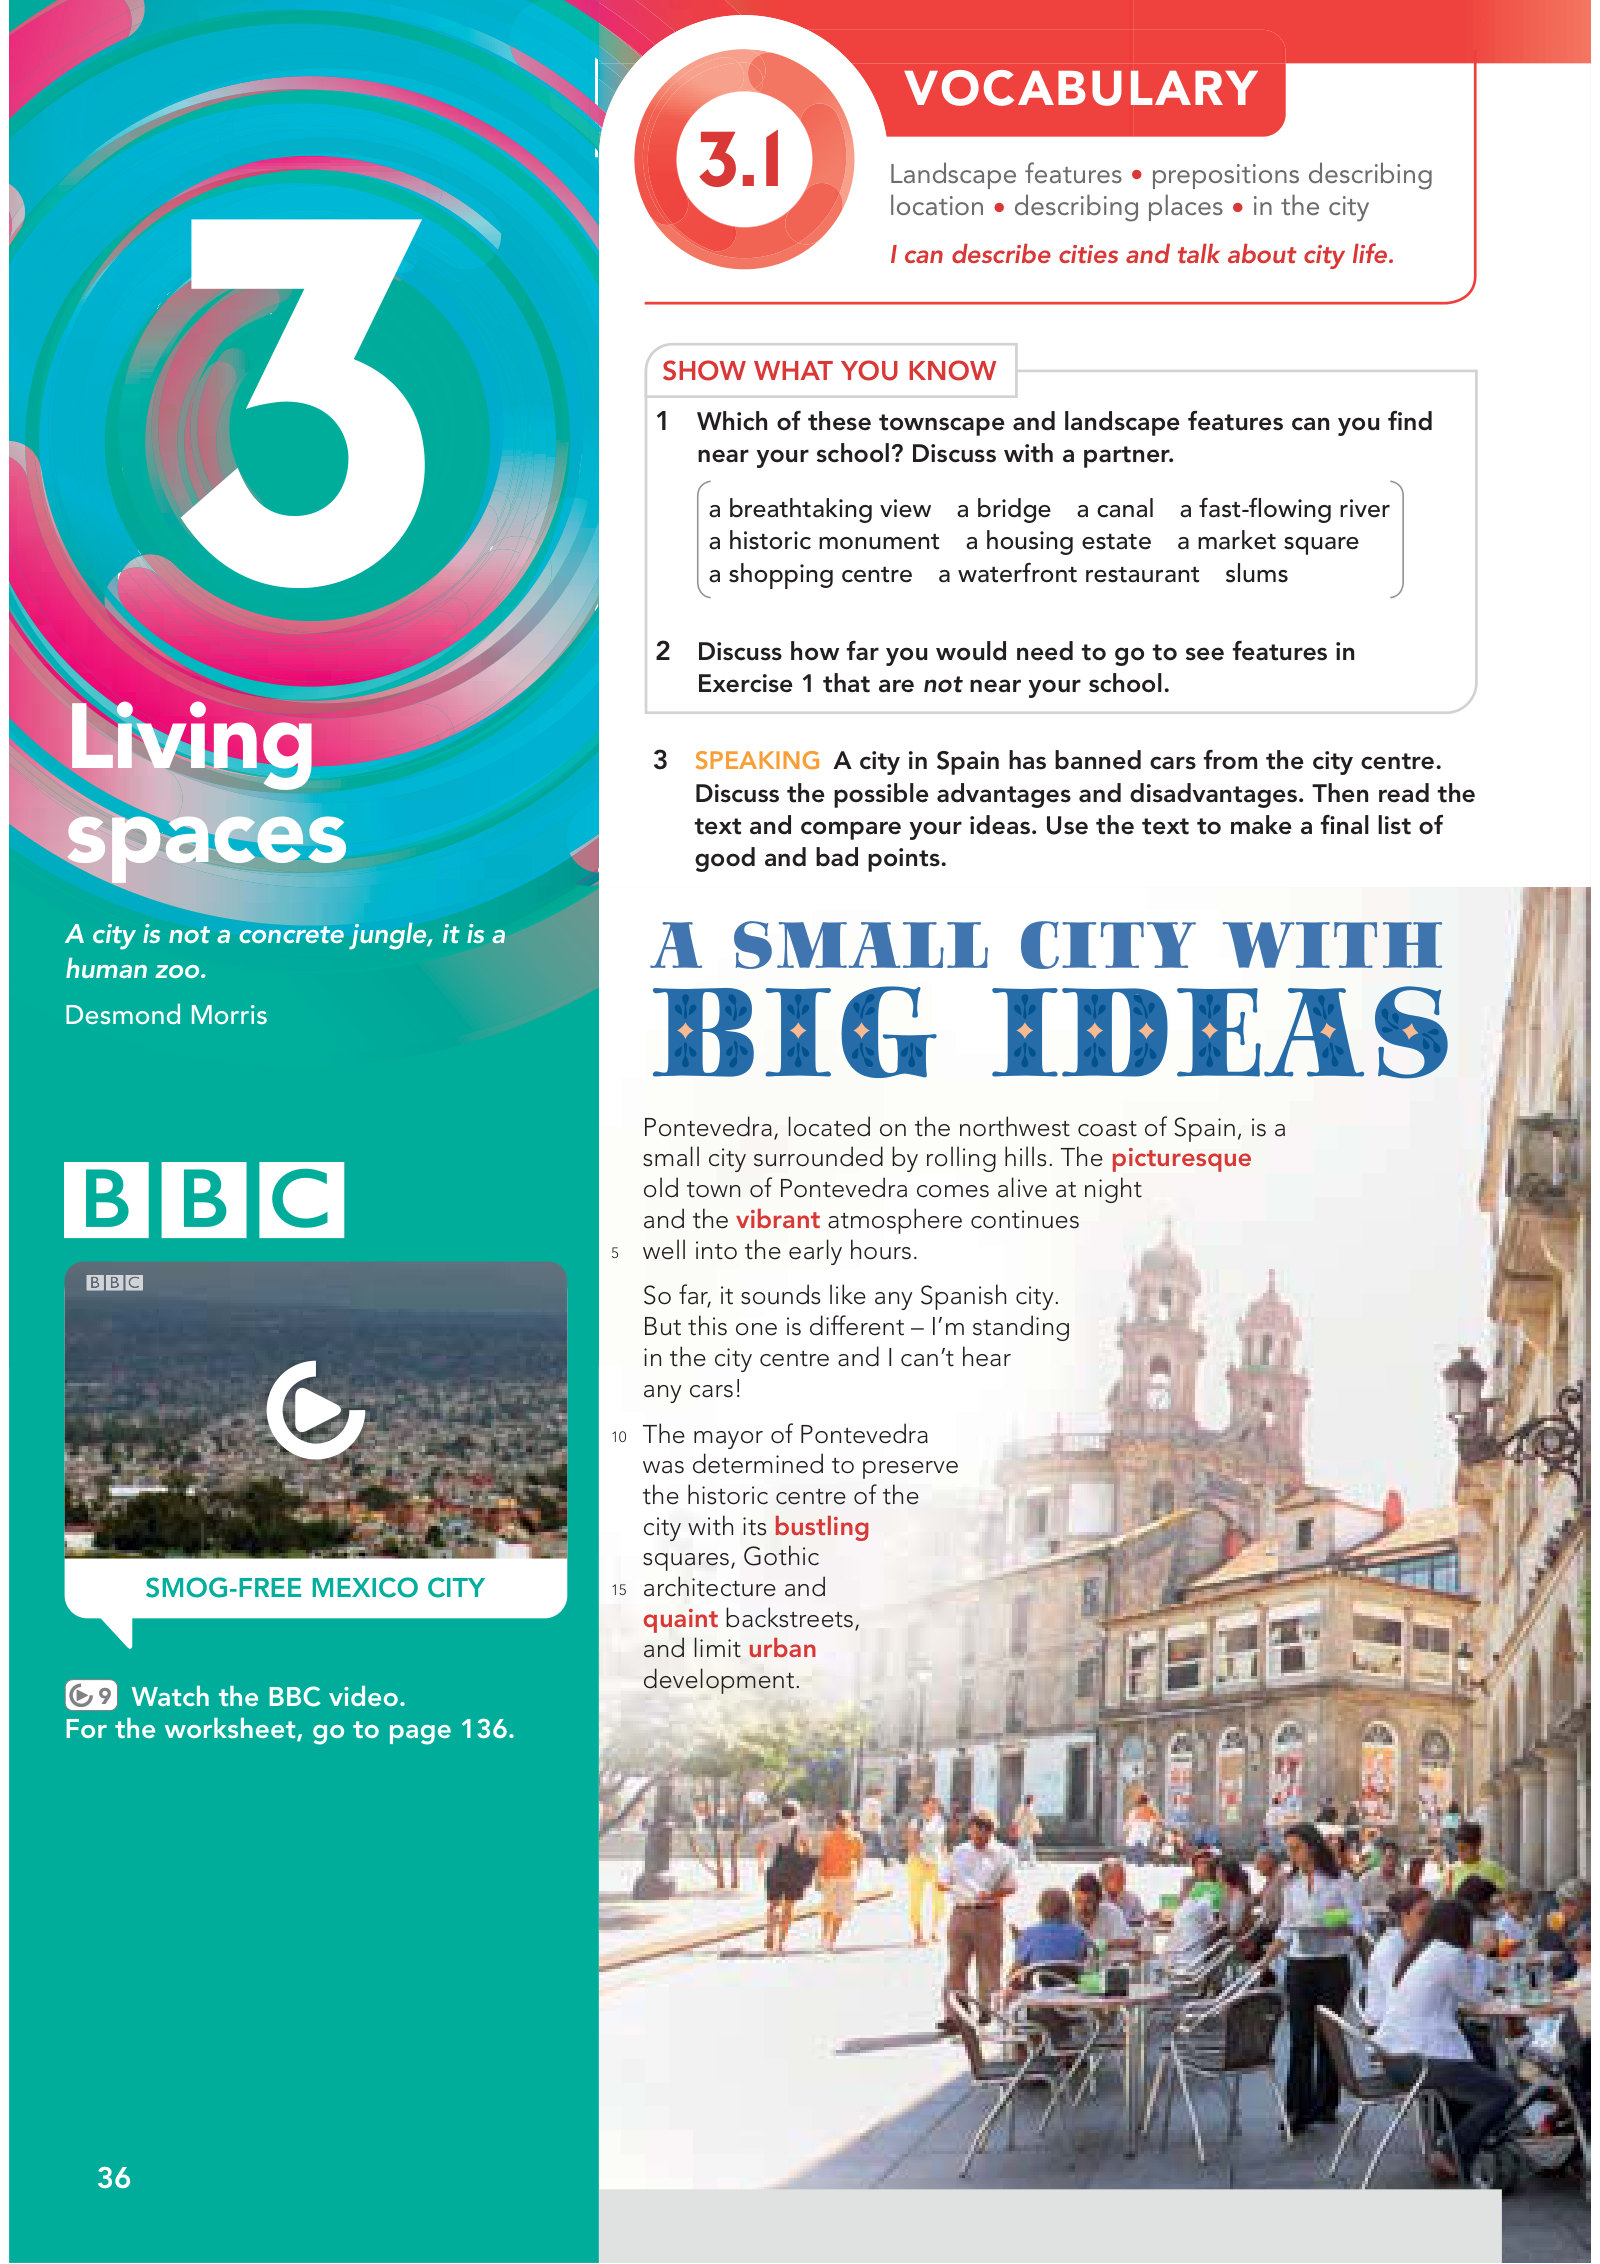 3
Living
spaces
A city is not a concrete jungle, it is a
human zoo.
Desmond Morris
BBC
BBC
SMOG-FREE MEXICO CITY
9 Watch the BBC video.
For the worksheet, go to page 136.
36
3.1
VOCABULARY
Landscape features • prepositions describing
location • describing places • in the city
I can describe cities and talk about city life.
SHOW WHAT YOU KNOW
1 Which of these townscape and landscape features can you find
near your school? Discuss with a partner.
a breathtaking view a bridge a canal a fast-flowing river
a historic monument a housing estate a market square
a shopping centre a waterfront restaurant slums
2 Discuss how far you would need to go to see features in
Exercise 1 that are not near your school.
3 SPEAKING A city in Spain has banned cars from the city centre.
Discuss the possible advantages and disadvantages. Then read the
text and compare your ideas. Use the text to make a final list of
good and bad points.
A SMALL CITY WITH
BIG IDEAS
Pontevedra, located on the northwest coast of Spain, is a
small city surrounded by rolling hills. The picturesque
old town of Pontevedra comes alive at night
and the vibrant atmosphere continues
5 well into the early hours.
So far, it sounds like any Spanish city.
But this one is different – I'm standing
in the city centre and I can't hear
any cars!
10 The mayor of Pontevedra
was determined to preserve
the historic centre of the
city with its bustling
squares, Gothic
15 architecture and
quaint backstreets,
and limit urban
development.